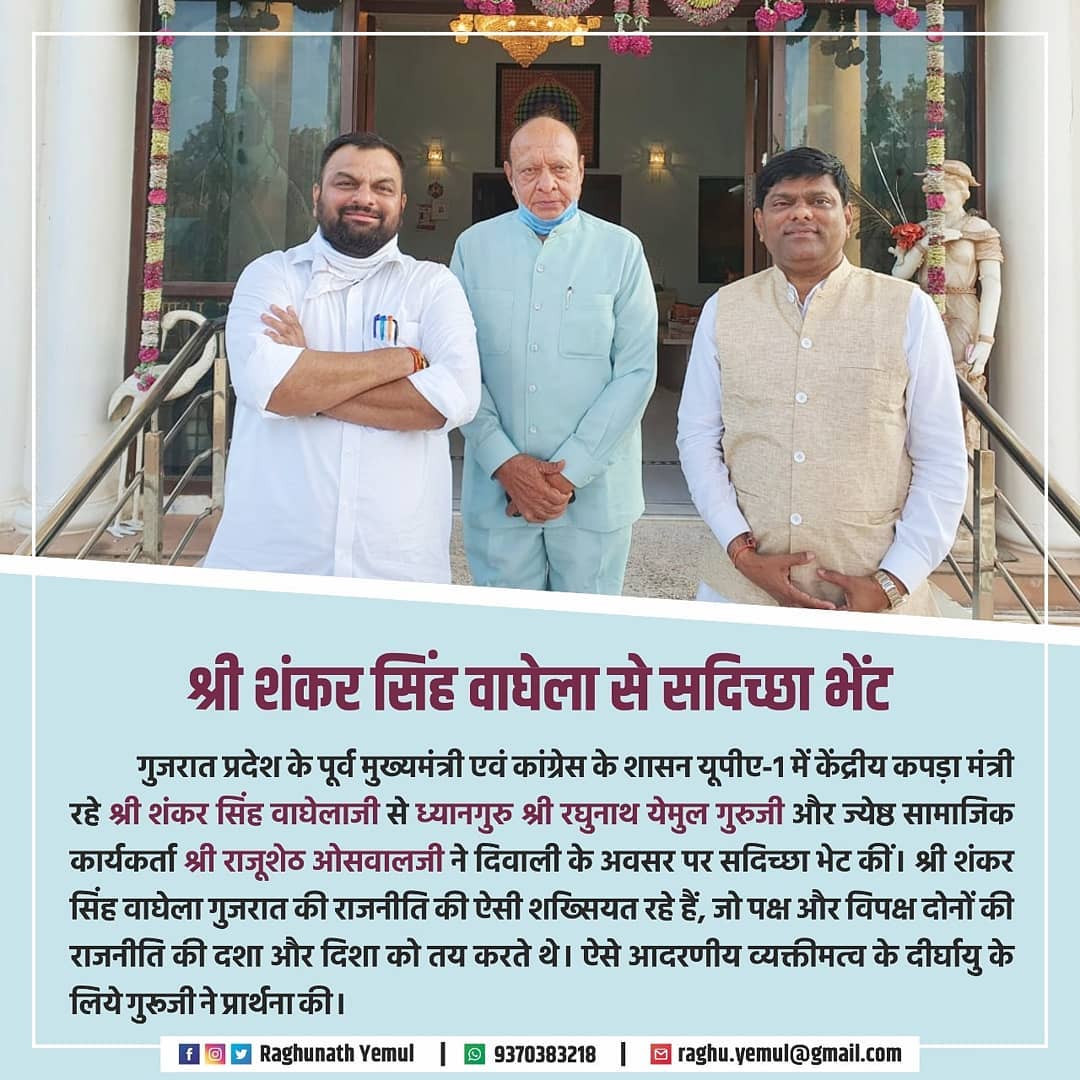 श्री शंकर सिंह वाघेला से सदिच्छा भेंट
गुजरात प्रदेश के पूर्व मुख्यमंत्री एवं कांग्रेस के शासन यूपीए-1 में केंद्रीय कपड़ा मंत्री
रहे श्री शंकर सिंह वाघेलाजी से ध्यानगुरु श्री रघुनाथ येमुल गुरुजी और ज्येष्ठ सामाजिक
कार्यकर्ता श्री राजूशेठ ओसवालजी ने दिवाली के अवसर पर सदिच्छा भेट कीं। श्री शंकर
सिंह वाघेला गुजरात की राजनीति की ऐसी शख्सियत रहे हैं, जो पक्ष और विपक्ष दोनों की
राजनीति की दशा और दिशा को तय करते थे। ऐसे आदरणीय व्यक्तीमत्व के दीर्घायु के
लिये गुरूजी ने प्रार्थना की।
Raghunath Yemul | 9370383218 | raghu.yemul@gmail.com